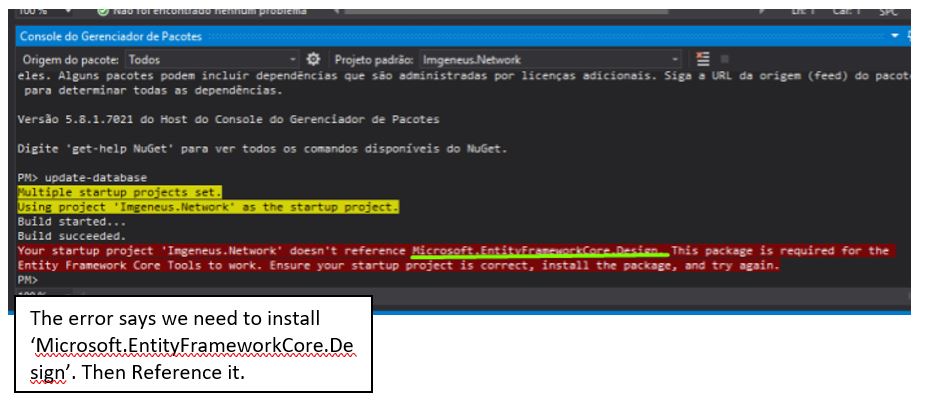 100 % Não foi encontrado nenhum problema Ln: 1 Car: 1 SPC
Console do Gerenciador de Pacotes
Origem do pacote: Todos Projeto padrão: Imgeneus.Network
eles. Alguns pacotes podem incluir dependências que são administradas por licenças adicionais. Siga a URL da origem (feed) do pacot
para determinar todas as dependências.
Versão 5.8.1.7021 do Host do Console do Gerenciador de Pacotes
Digite 'get-help NuGet' para ver todos os comandos disponíveis do NuGet.
PM> update-database
Multiple startup projects set.
Using project 'Imgeneus.Network' as the startup project.
Build started...
Build succeeded.
Your startup project 'Imgeneus.Network' doesn't reference Microsoft.EntityFrameworkCore.Design. This package is required for the
Entity Framework Core Tools to work. Ensure your startup project is correct, install the package, and try again.
PM>
100 %
The error says we need to install
‘Microsoft.EntityFrameworkCore.De
sign’. Then Reference it.